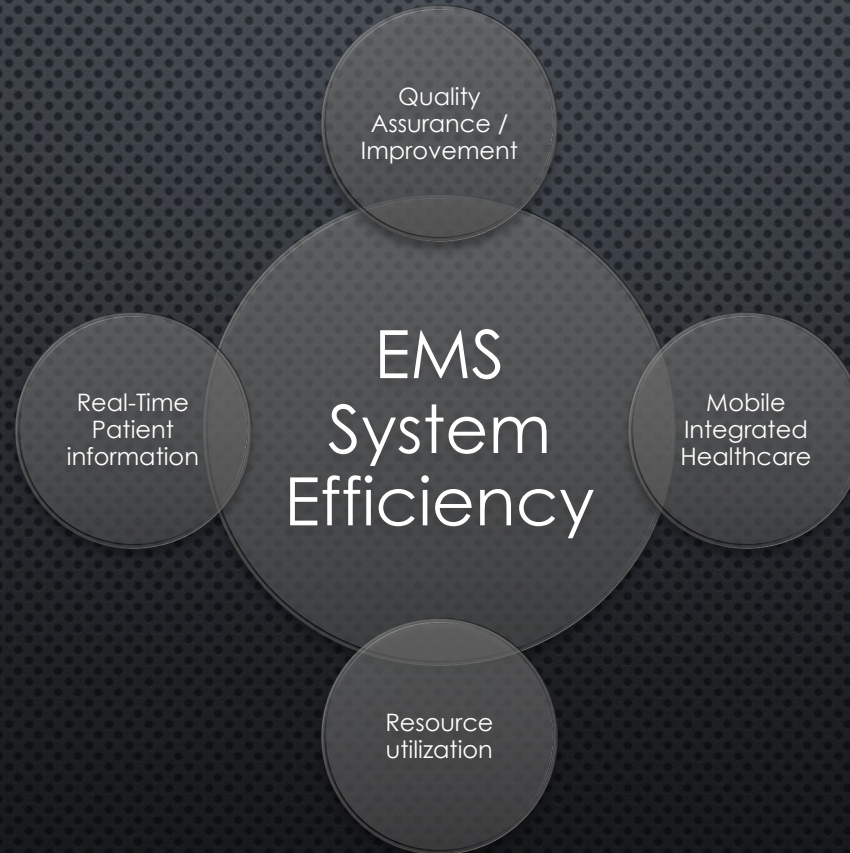 Quality
Assurance /
Improvement
EMS
System
Efficiency
Real-Time
Patient
information
Mobile
Integrated
Healthcare
Resource
utilization